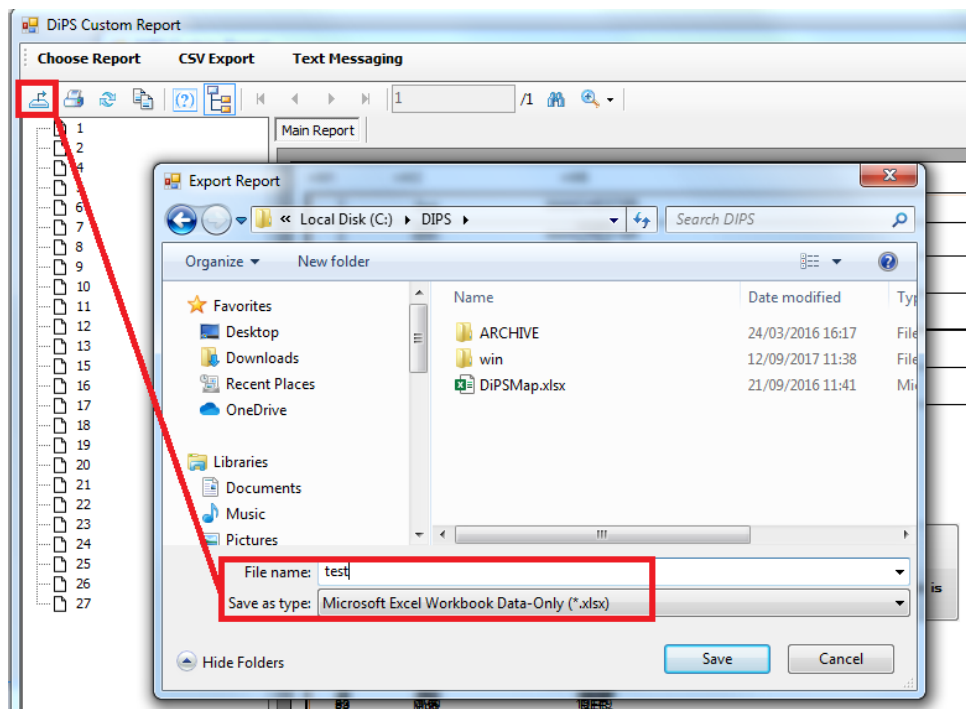 DiPS Custom Report
Choose Report CSV Export Text Messaging
1 /1
1
2
4
6
7
8
9
10
11
12
13
15
16
17
18
19
20
21
22
23
24
25
26
27
Main Report
Export Report
« Local Disk (C:) DIPS
Search DIPS
Organize New folder
Favorites
Desktop
Downloads
Recent Places
OneDrive
Libraries
Documents
Music
Pictures
Name Date modified Typ
ARCHIVE 24/03/2016 16:17 File
win 12/09/2017 11:38 File
DiPSMap.xlsx 21/09/2016 11:41 Mic
File name: test
Save as type: Microsoft Excel Workbook Data-Only (*.xlsx)
is
Hide Folders Save Cancel